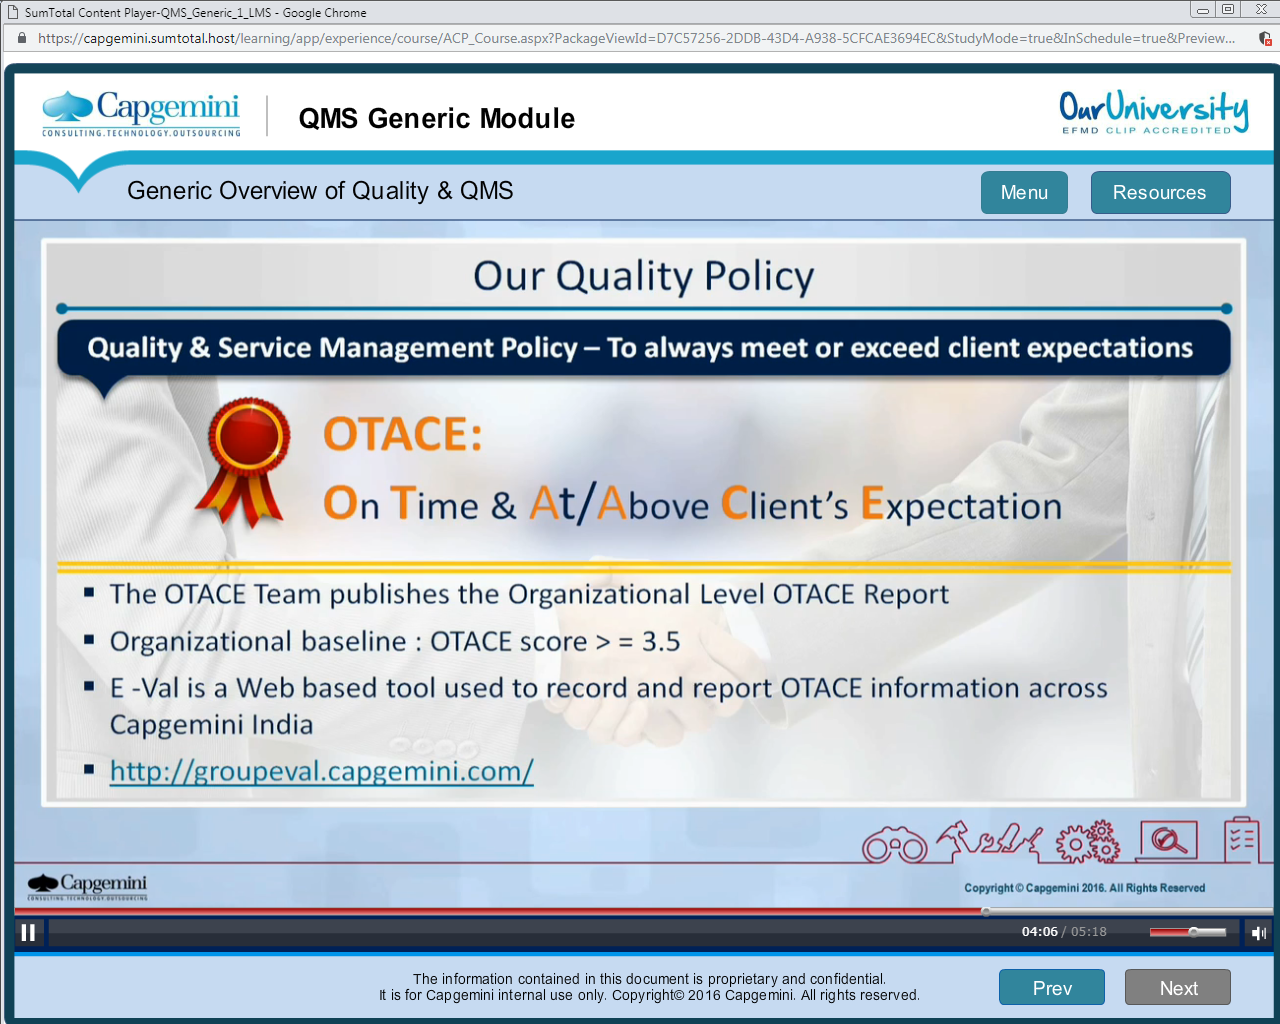 SumTotal Content Player-QMS_Generic_1_LMS - Google Chrome
https://capgemini.sumtotal.host/learning/app/experience/course/ACP_Course.aspx?PackageViewId=D7C57256-2DDB-43D4-A938-5CFCAE3694EC&StudyMode=true&InSchedule=true&Preview...
Capgemini
CONSULTING.TECHNOLOGY.OUTSOURCING
QMS Generic Module
OurUniversity
EFMD CLIP ACCREDITED
Generic Overview of Quality & QMS
Menu
Resources
Our Quality Policy
Quality & Service Management Policy – To always meet or exceed client expectations
OTACE:
On Time & At/Above Client's Expectation
▪ The OTACE Team publishes the Organizational Level OTACE Report
▪ Organizational baseline : OTACE score > = 3.5
▪ E -Val is a Web based tool used to record and report OTACE information across
Capgemini India
▪ http://groupeval.capgemini.com/
Capgemini
CONSULTING.TECHNOLOGY.OUTSOURCING
Copyright © Capgemini 2016. All Rights Reserved
04:06 / 05:18
The information contained in this document is proprietary and confidential.
It is for Capgemini internal use only. Copyright© 2016 Capgemini. All rights reserved.
Prev
Next